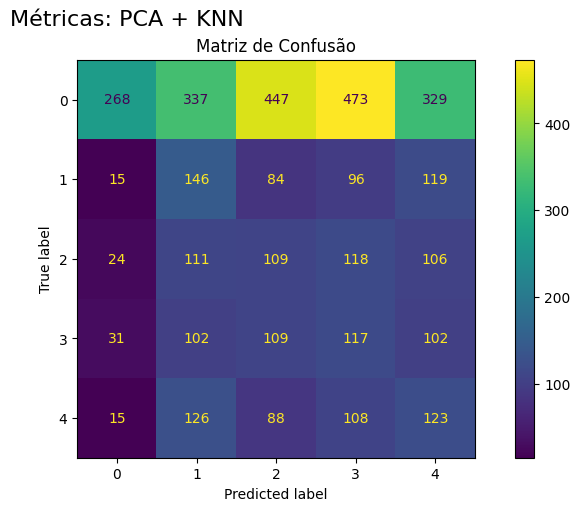 Métricas: PCA + KNN
Matriz de Confusão
0 268 337 447 473 329
1 15 146 84 96 119
2 24 111 109 118 106
3 31 102 109 117 102
4 15 126 88 108 123
0 1 2 3 4
True label
Predicted label
400
300
200
100